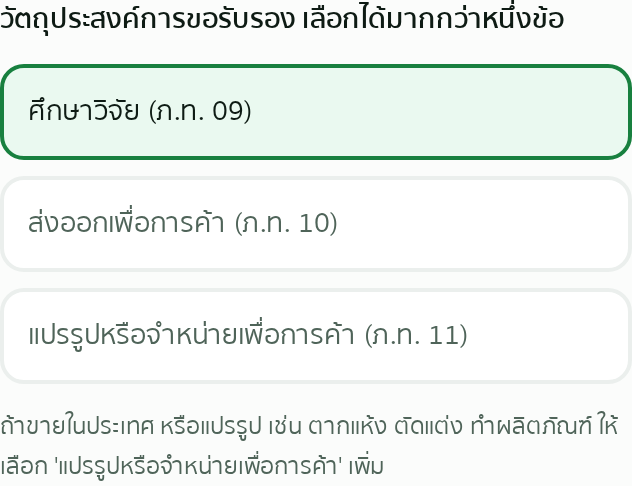 วัตถุประสงค์การขอรับรอง เลือกได้มากกว่าหนึ่งข้อ
ศึกษาวิจัย (ภ.ท. 09)
ส่งออกเพื่อการค้า (ภ.ท. 10)
แปรรูปหรือจำหน่ายเพื่อการค้า (ภ.ท. 11)
ถ้าขายในประเทศ หรือแปรรูป เช่น ตากแห้ง ตัดแต่ง ทำผลิตภัณฑ์ ให้
เลือก 'แปรรูปหรือจำหน่ายเพื่อการค้า' เพิ่ม